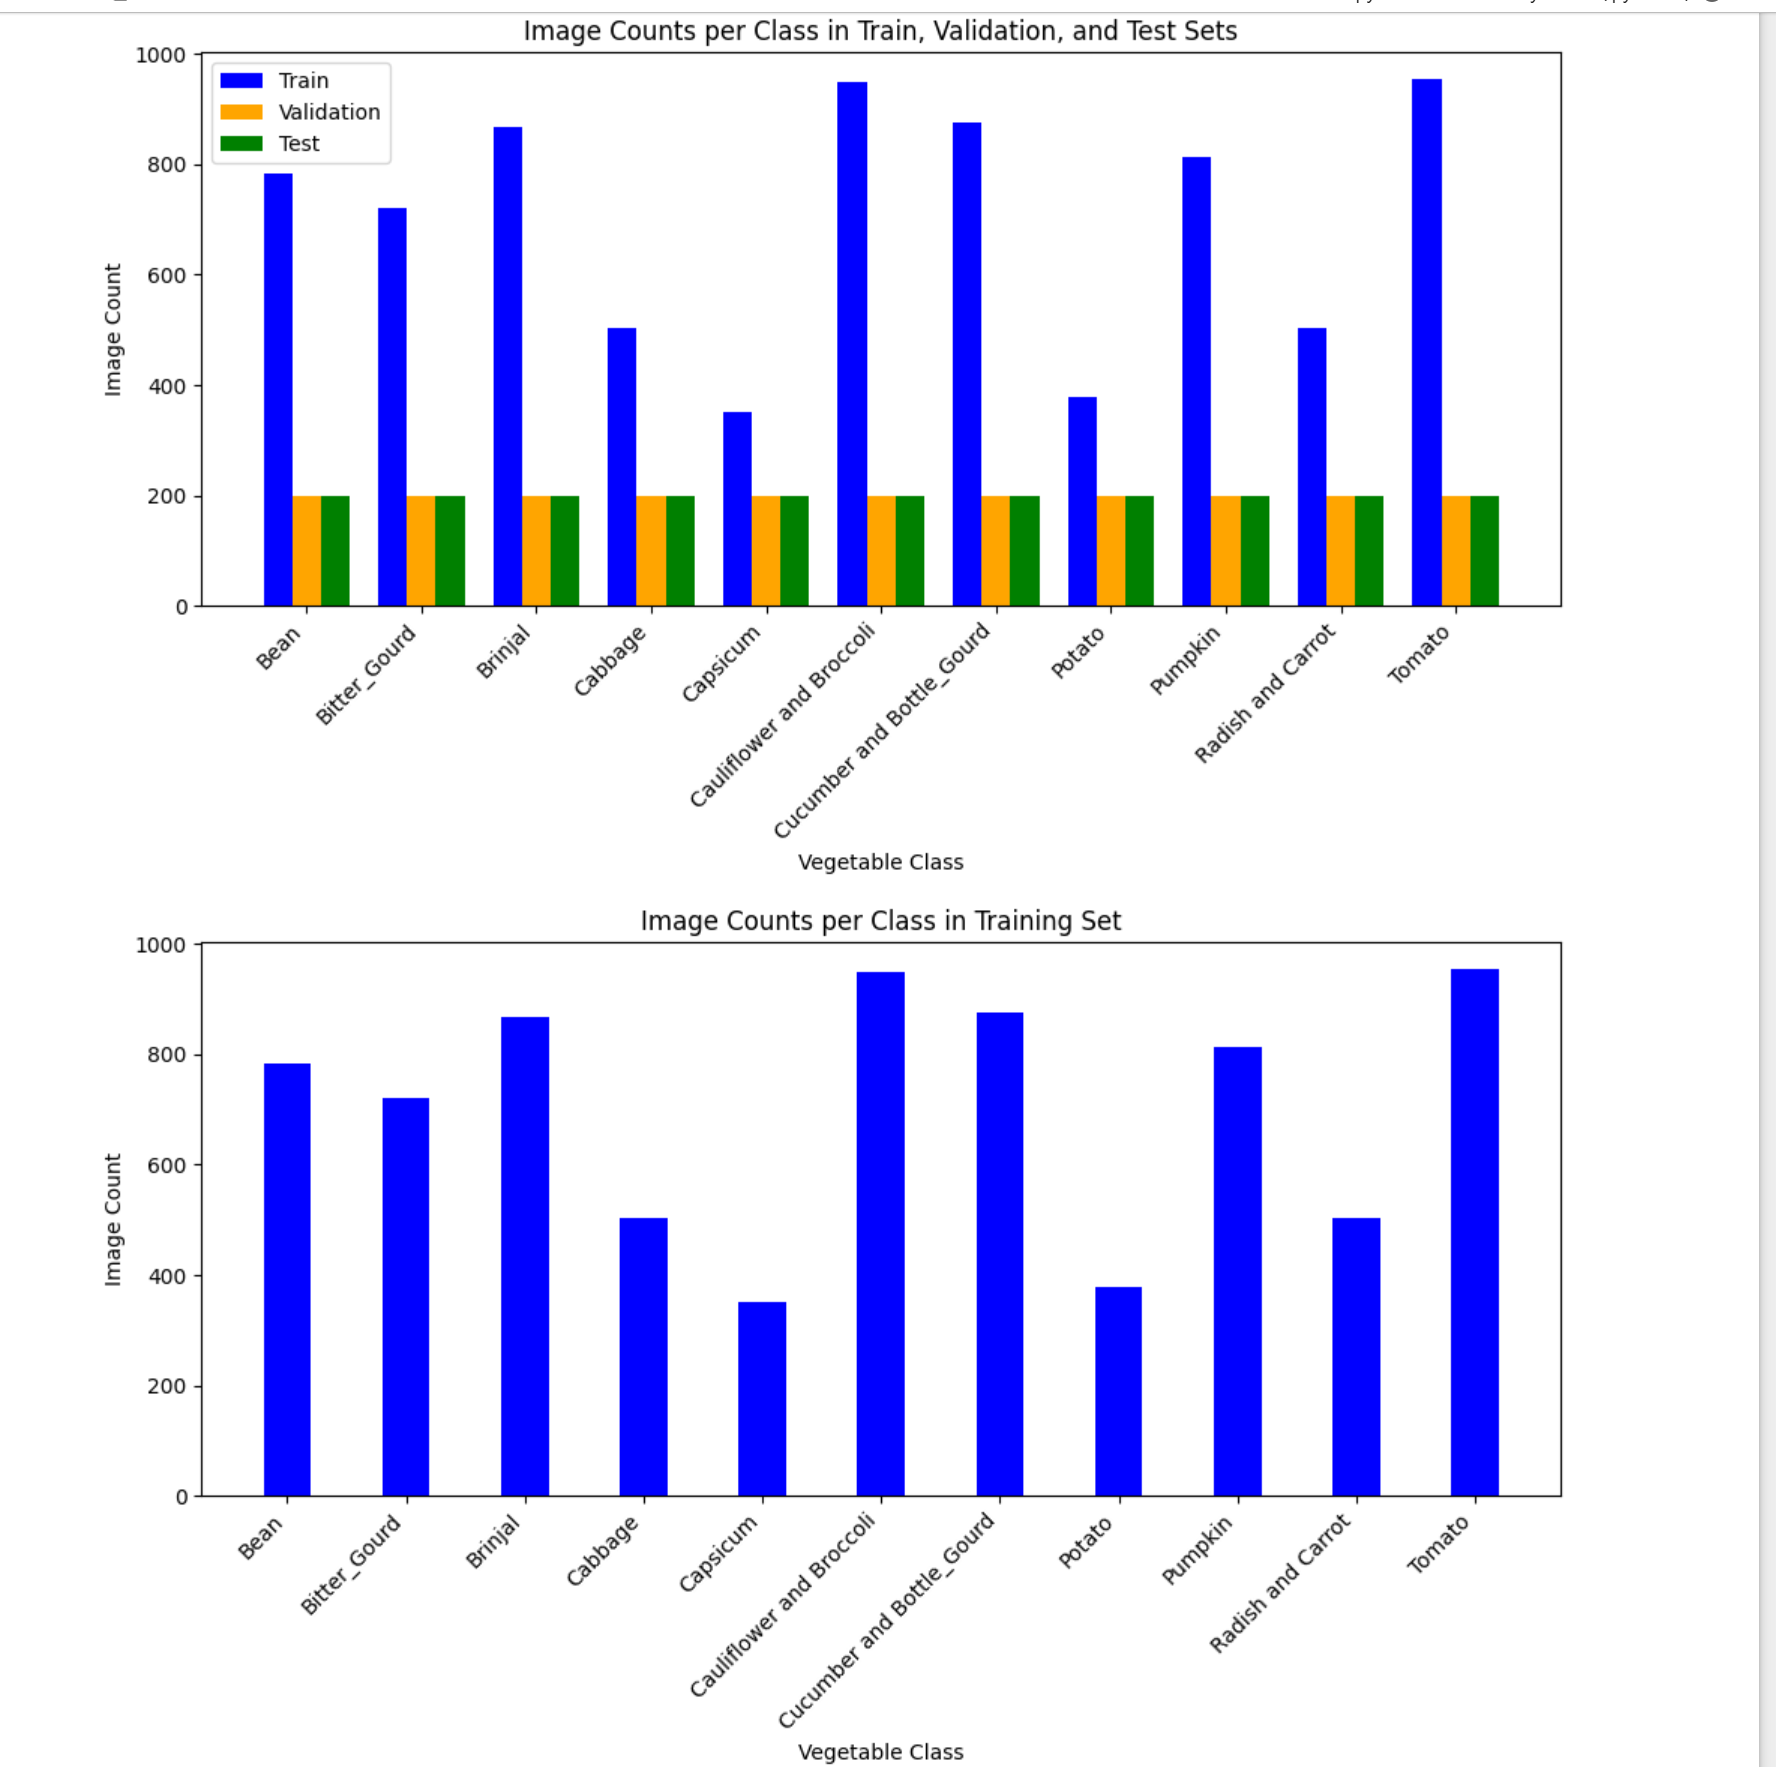 Image Counts per Class in Train, Validation, and Test Sets
1000
800
600
400
200
0
Image Count
Train
Validation
Test
Bean
Bitter_Gourd
Brinjal
Cabbage
Capsicum
Cauliflower and Broccoli
Cucumber and Bottle_Gourd
Potato
Pumpkin
Radish and Carrot
Tomato
Vegetable Class
Image Counts per Class in Training Set
1000
800
600
400
200
0
Image Count
Bean
Bitter_Gourd
Brinjal
Cabbage
Capsicum
Cauliflower and Broccoli
Cucumber and Bottle_Gourd
Potato
Pumpkin
Radish and Carrot
Tomato
Vegetable Class